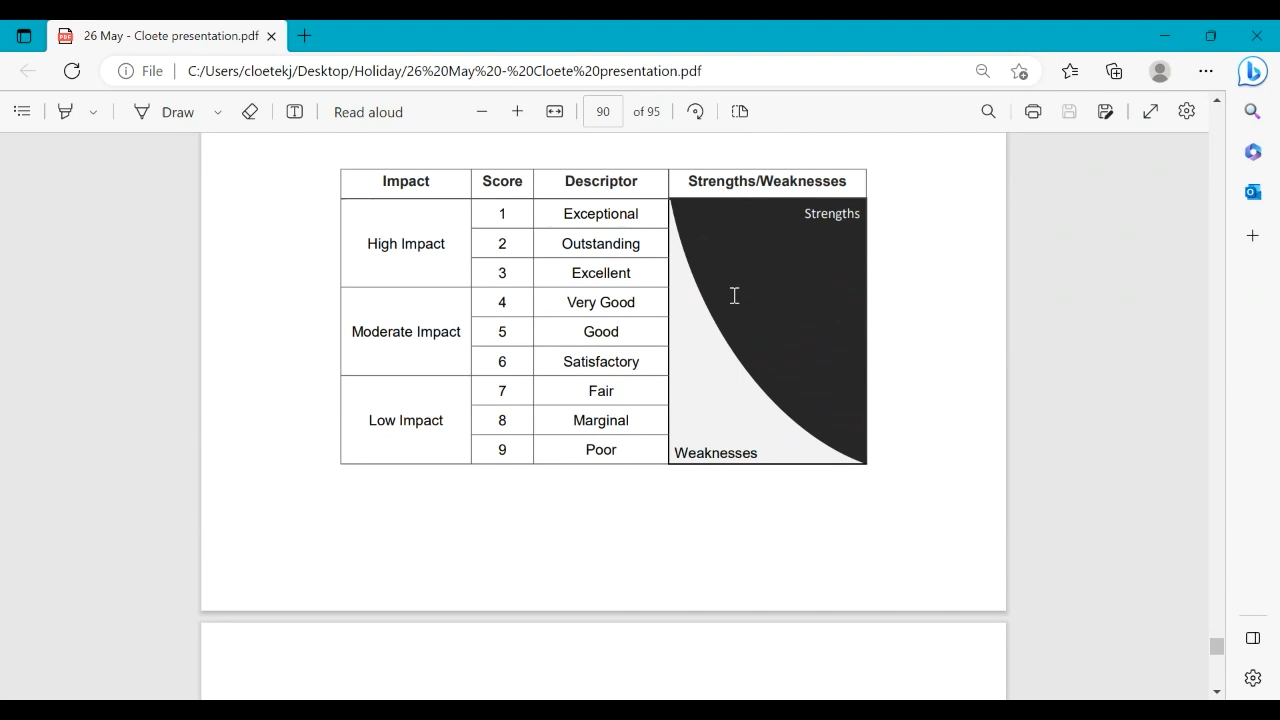 26 May - Cloete presentation.pdf
File C:/Users/cloetekj/Desktop/Holiday/26%20May%20-%20Cloete%20presentation.pdf
Draw Read aloud 90 of 95
Impact Score Descriptor Strengths/Weaknesses
1 Exceptional Strengths
High Impact 2 Outstanding
3 Excellent
4 Very Good
Moderate Impact 5 Good
6 Satisfactory
7 Fair
Low Impact 8 Marginal
9 Poor Weaknesses